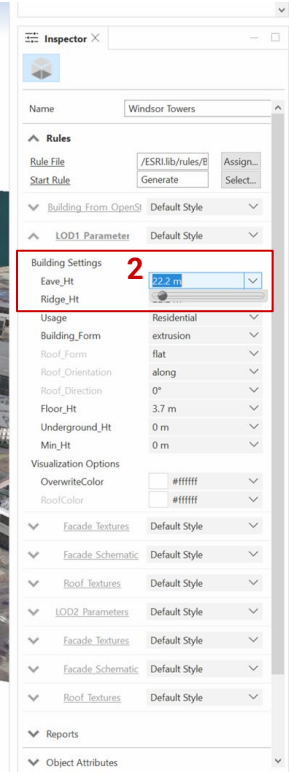 Inspector
Name Windsor Towers
Rules
Rule File /ESRI.lib/rules/B Assign...
Start Rule Generate Select...
Building From OpenSt Default Style
LOD1 Parameter Default Style
Building Settings
2
Eave_Ht 22.2 m
Ridge_Ht
Usage Residential
Building_Form extrusion
Roof_Form flat
Roof_Orientation along
Roof_Direction 0°
Floor_Ht 3.7 m
Underground_Ht 0 m
Min_Ht 0 m
Visualization Options
OverwriteColor #ffffff
RoofColor #ffffff
Facade Textures Default Style
Facade Schematic Default Style
Roof Textures Default Style
LOD2 Parameters Default Style
Facade Textures Default Style
Facade Schematic Default Style
Roof Textures Default Style
Reports
Object Attributes